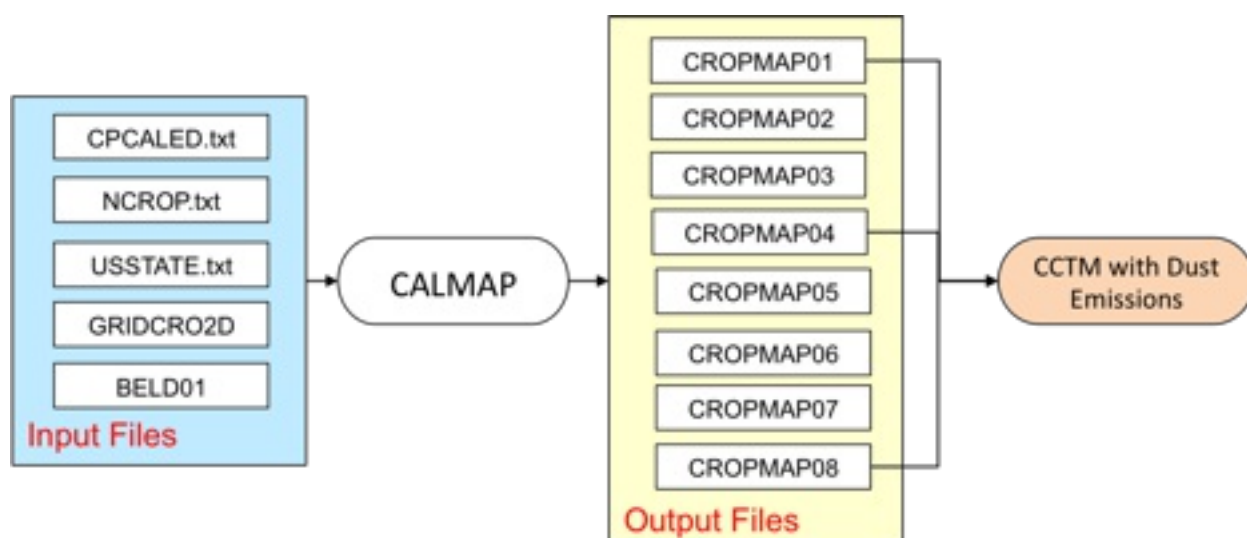 CPCALED.txt
NCROP.txt
USSTATE.txt
GRIDCRO2D
BELD01
Input Files
CALMAP
CROPMAP01
CROPMAP02
CROPMAP03
CROPMAP04
CROPMAP05
CROPMAP06
CROPMAP07
CROPMAP08
Output Files
CCTM with Dust
Emissions